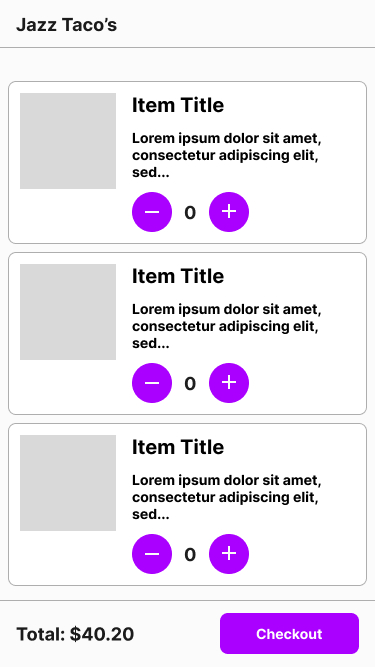 Jazz Taco’s
Item Title
Lorem ipsum dolor sit amet,
consectetur adipiscing elit,
sed...
0
Item Title
Lorem ipsum dolor sit amet,
consectetur adipiscing elit,
sed...
0
Item Title
Lorem ipsum dolor sit amet,
consectetur adipiscing elit,
sed...
0
Total: $40.20
Checkout